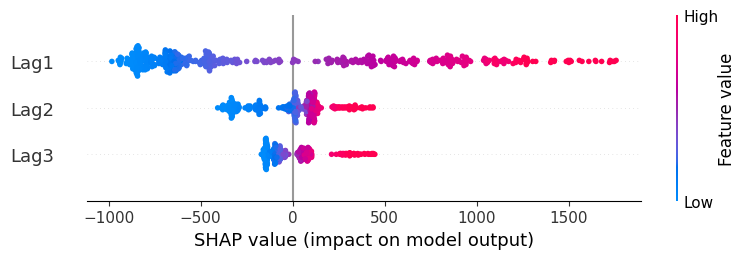 High
Lag1
Lag2
Lag3
Feature value
Low
−1000 −500 0 500 1000 1500
SHAP value (impact on model output)